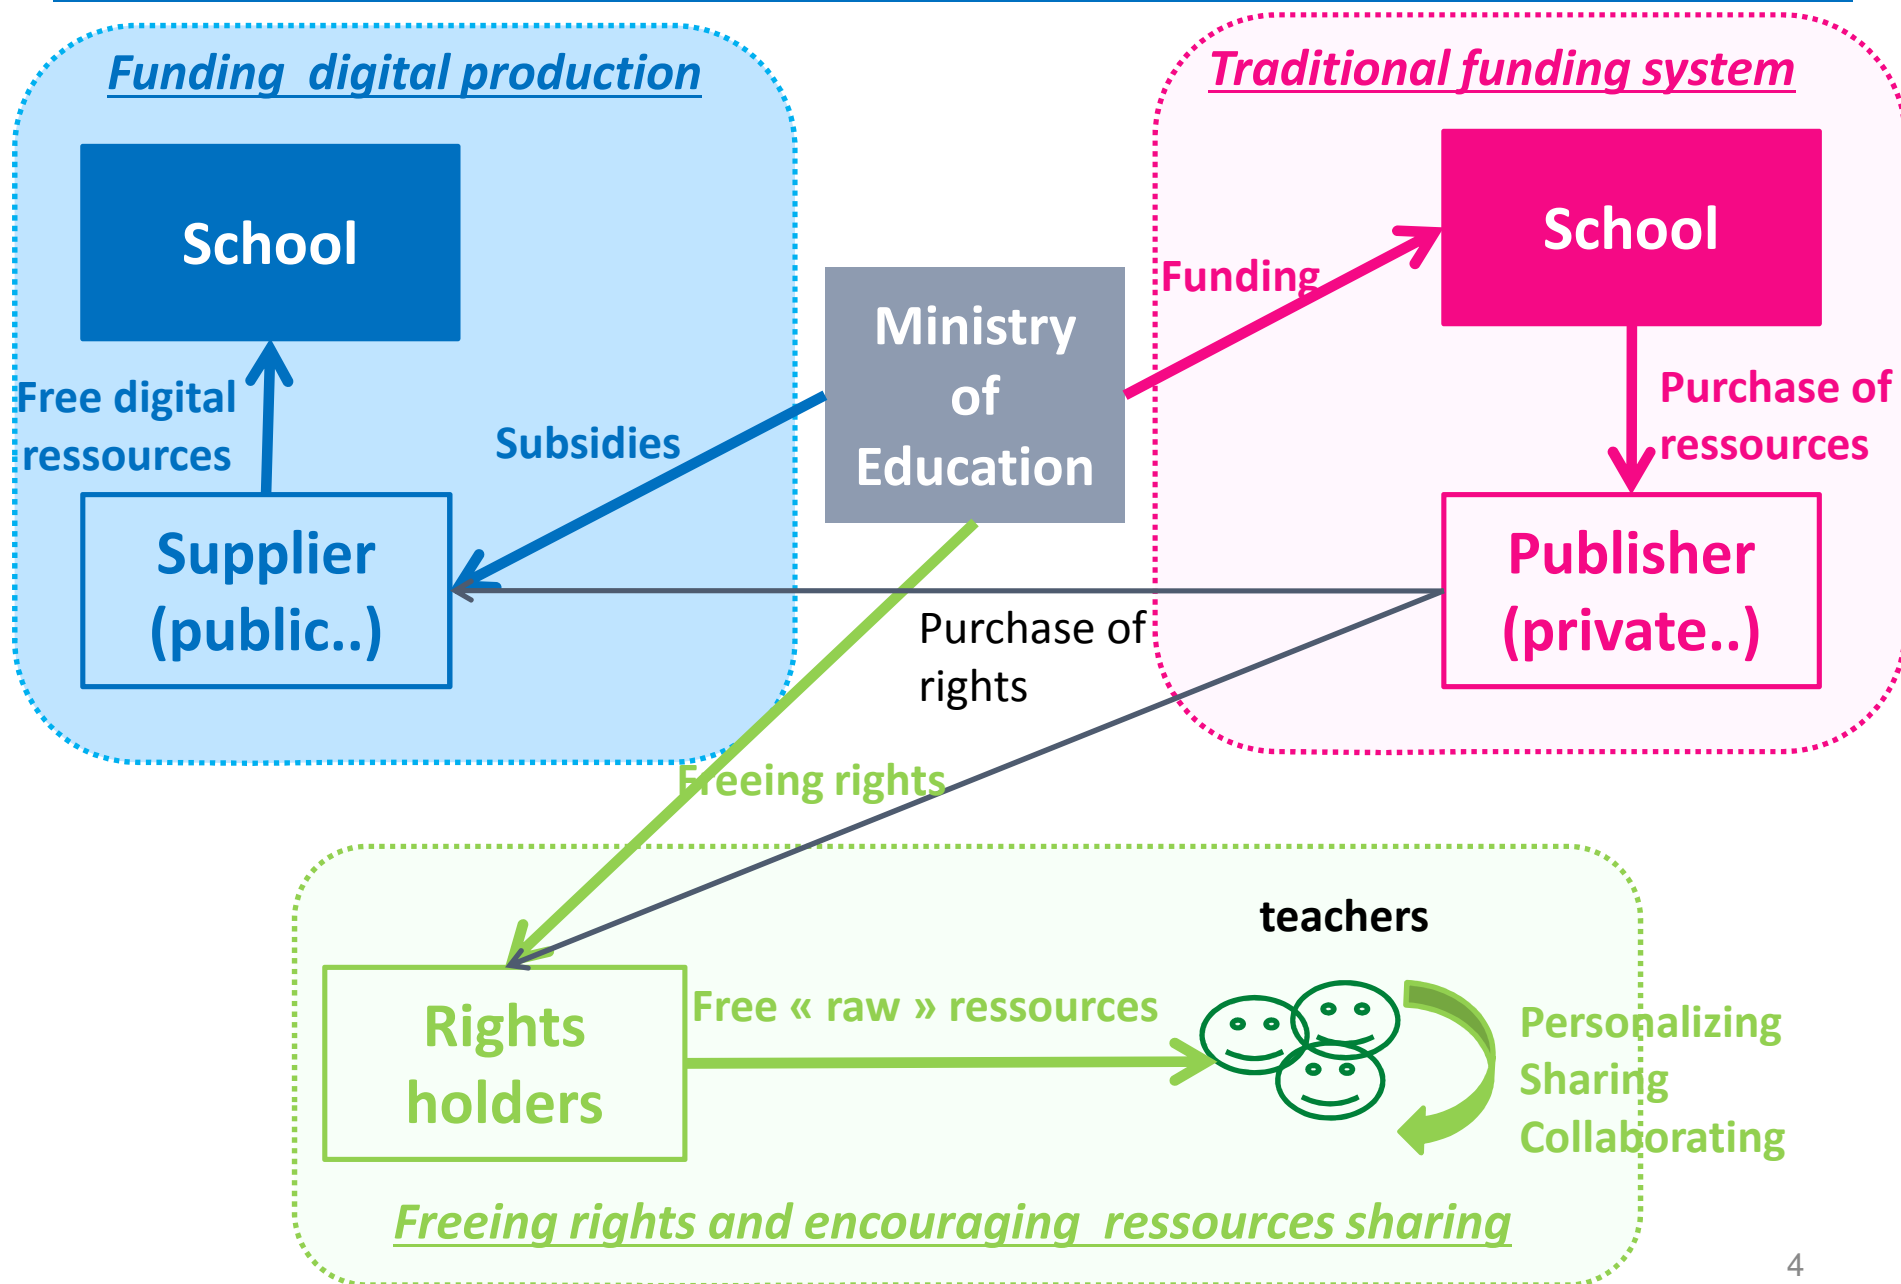 Funding  digital production
School
Free digital
ressources
Subsidies
Supplier
(public..)
Ministry
of
Education
Traditional funding system
School
Funding
Purchase of
ressources
Publisher
(private..)
Purchase of
rights
Freeing rights
teachers
Rights
holders
Free « raw » ressources
Personalizing
Sharing
Collaborating
Freeing rights and encouraging  ressources sharing
4